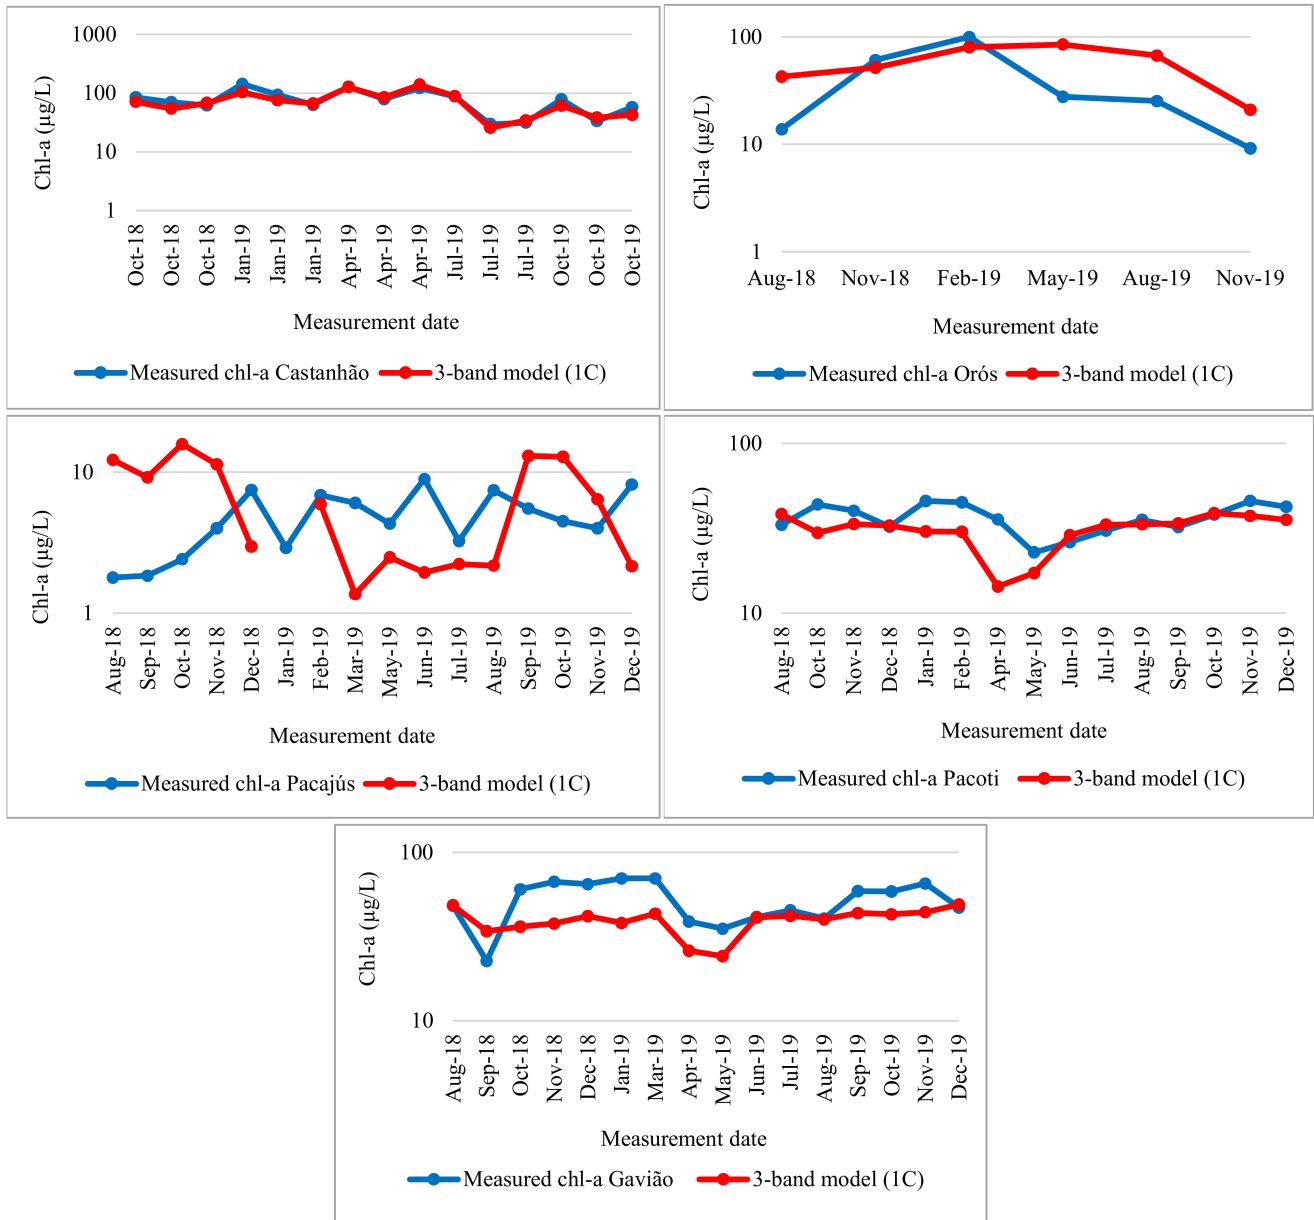 1000
100
10
1
Chl-a (µg/L)
Oct-18 Oct-18 Oct-18 Jan-19 Jan-19 Jan-19 Apr-19 Apr-19 Apr-19 Jul-19 Jul-19 Jul-19 Oct-19 Oct-19 Oct-19
Measurement date
Measured chl-a Castanhão 3-band model (1C)
100
10
1
Chl-a (µg/L)
Aug-18 Nov-18 Feb-19 May-19 Aug-19 Nov-19
Measurement date
Measured chl-a Orós 3-band model (1C)
10
1
Chl-a (µg/L)
Aug-18 Sep-18 Oct-18 Nov-18 Dec-18 Jan-19 Feb-19 Mar-19 May-19 Jun-19 Jul-19 Aug-19 Sep-19 Oct-19 Nov-19 Dec-19
Measurement date
Measured chl-a Pacajús 3-band model (1C)
100
10
Chl-a (µg/L)
Aug-18 Oct-18 Nov-18 Dec-18 Jan-19 Feb-19 Apr-19 May-19 Jun-19 Jul-19 Aug-19 Sep-19 Oct-19 Nov-19 Dec-19
Measurement date
Measured chl-a Pacoti 3-band model (1C)
100
10
Chl-a (µg/L)
Aug-18 Sep-18 Oct-18 Nov-18 Dec-18 Jan-19 Mar-19 Apr-19 May-19 Jun-19 Jul-19 Aug-19 Sep-19 Oct-19 Nov-19 Dec-19
Measurement date
Measured chl-a Gavião 3-band model (1C)